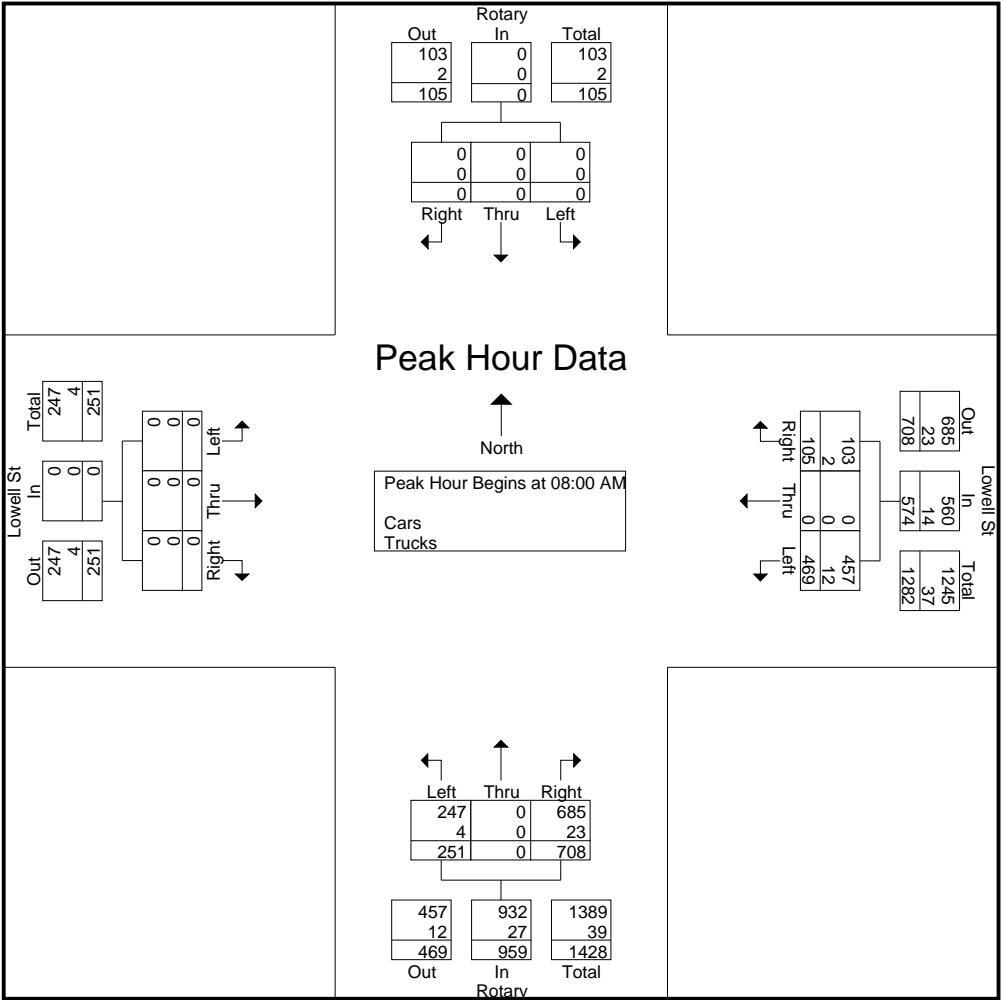 Rotary
Out In Total
103 0 103
2 0 2
105 0 105
0 0 0
0 0 0
0 0 0
Right Thru Left
Peak Hour Data
North
Peak Hour Begins at 08:00 AM
Cars
Trucks
Lowell St
Total In Out
247 0 247
4 0 4
251 0 251
Left Thru Right
0 0 0
0 0 0
0 0 0
Lowell St
Out In Total
685 560 1245
23 14 37
708 574 1282
103 0 457
2 0 12
105 0 469
Right Thru Left
Left Thru Right
247 0 685
4 0 23
251 0 708
457 932 1389
12 27 39
469 959 1428
Out In Total
Rotary